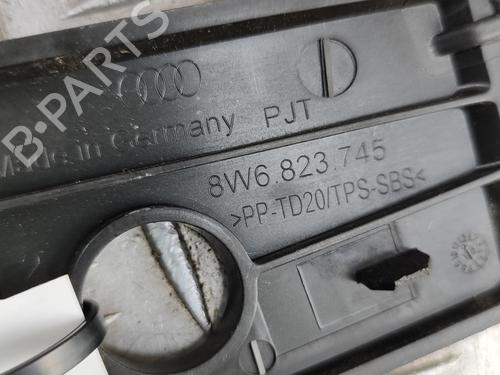 B-PARTS
Made in Germany PJT
8W6 823 745
>PP-TD20/TPS-SBS<